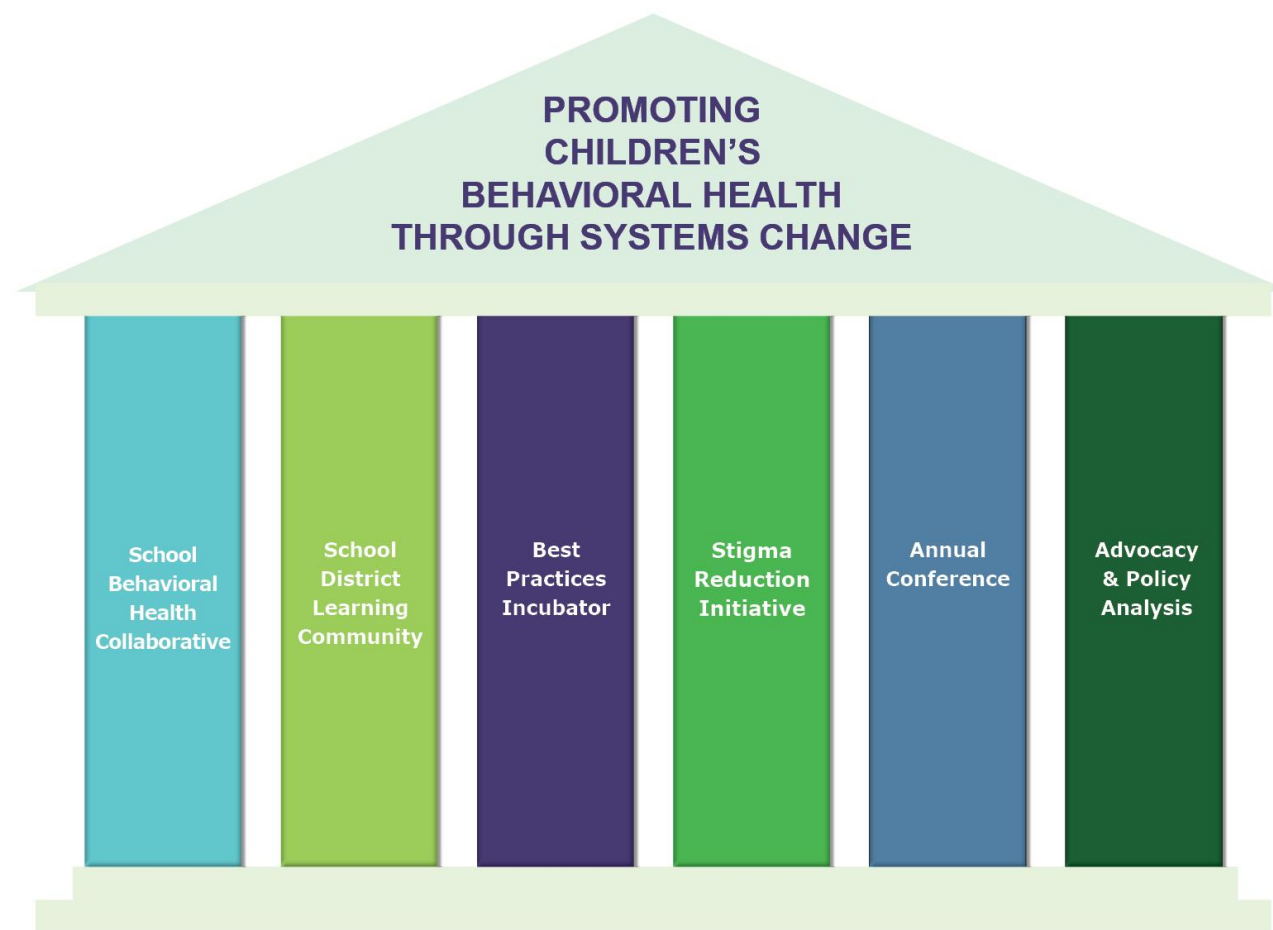 PROMOTING
CHILDREN’S
BEHAVIORAL HEALTH
THROUGH SYSTEMS CHANGE
School
Behavioral
Health
Collaborative
School
District
Learning
Community
Best
Practices
Incubator
Stigma
Reduction
Initiative
Annual
Conference
Advocacy
& Policy
Analysis